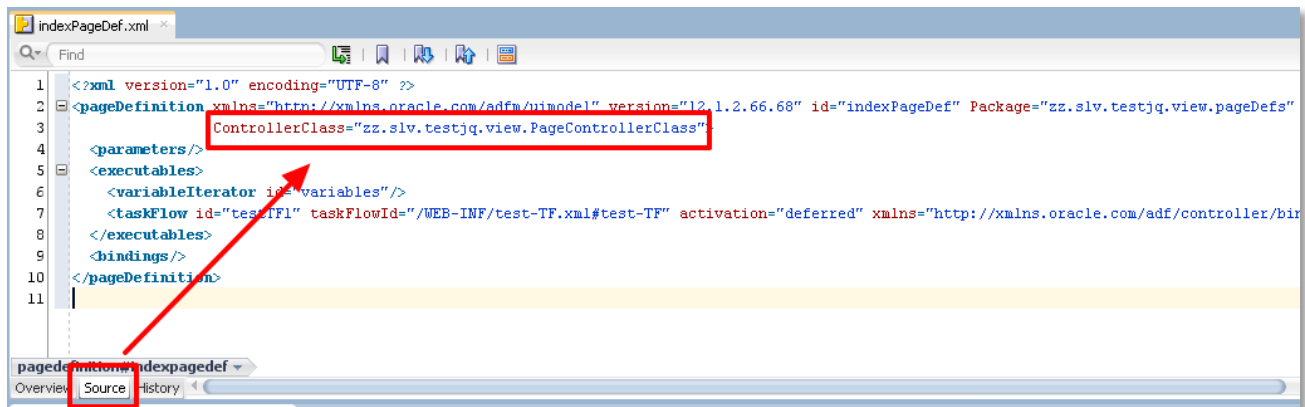 indexPageDef.xml
Find
1 <?xml version="1.0" encoding="UTF-8" ?>
2 <pageDefinition xmlns="http://xmlns.oracle.com/adfm/uimodel" version="12.1.2.66.68" id="indexPageDef" Package="zz.slv.testjq.view.pageDefs"
3 ControllerClass="zz.slv.testjq.view.PageControllerClass">
4 <parameters/>
5 <executables>
6 <variableIterator id="variables"/>
7 <taskFlow id="testTF1" taskFlowId="/WEB-INF/test-TF.xml#test-TF" activation="deferred" xmlns="http://xmlns.oracle.com/adf/controller/bin
8 </executables>
9 <bindings/>
10 </pageDefinition>
11
pagedefinition#indexpagedef
Overview Source History